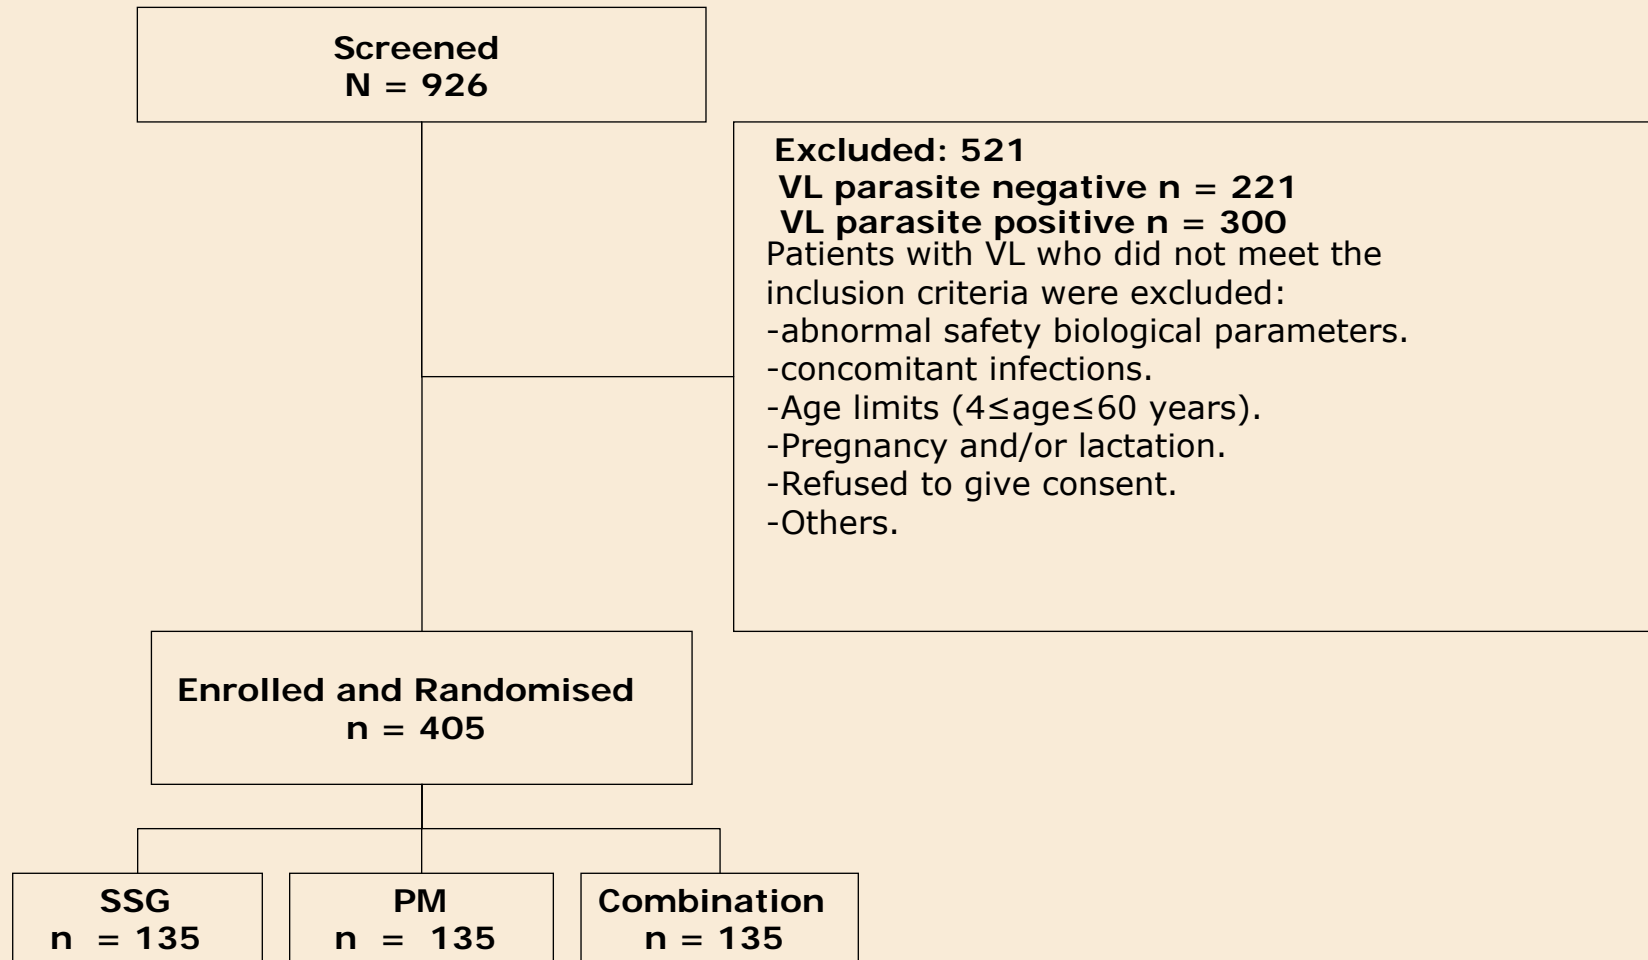 Screened
N = 926
Excluded: 521
VL parasite negative n = 221
VL parasite positive n = 300
Patients with VL who did not meet the
inclusion criteria were excluded:
-abnormal safety biological parameters.
-concomitant infections.
-Age limits (4≤age≤60 years).
-Pregnancy and/or lactation.
-Refused to give consent.
-Others.
Enrolled and Randomised
n = 405
SSG
n = 135
PM
n = 135
Combination
n = 135